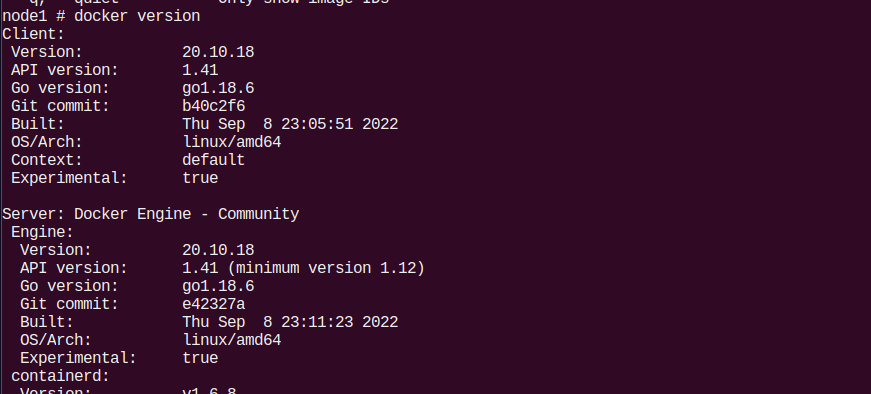 q, quiet Only show image IDs
node1 # docker version
Client:
 Version:           20.10.18
 API version:       1.41
 Go version:        go1.18.6
 Git commit:        b40c2f6
 Built:             Thu Sep  8 23:05:51 2022
 OS/Arch:           linux/amd64
 Context:           default
 Experimental:      true

Server: Docker Engine - Community
 Engine:
  Version:          20.10.18
  API version:      1.41 (minimum version 1.12)
  Go version:       go1.18.6
  Git commit:       e42327a
  Built:            Thu Sep  8 23:11:23 2022
  OS/Arch:          linux/amd64
  Experimental:     true
 containerd:
  Version:          v1.6.8